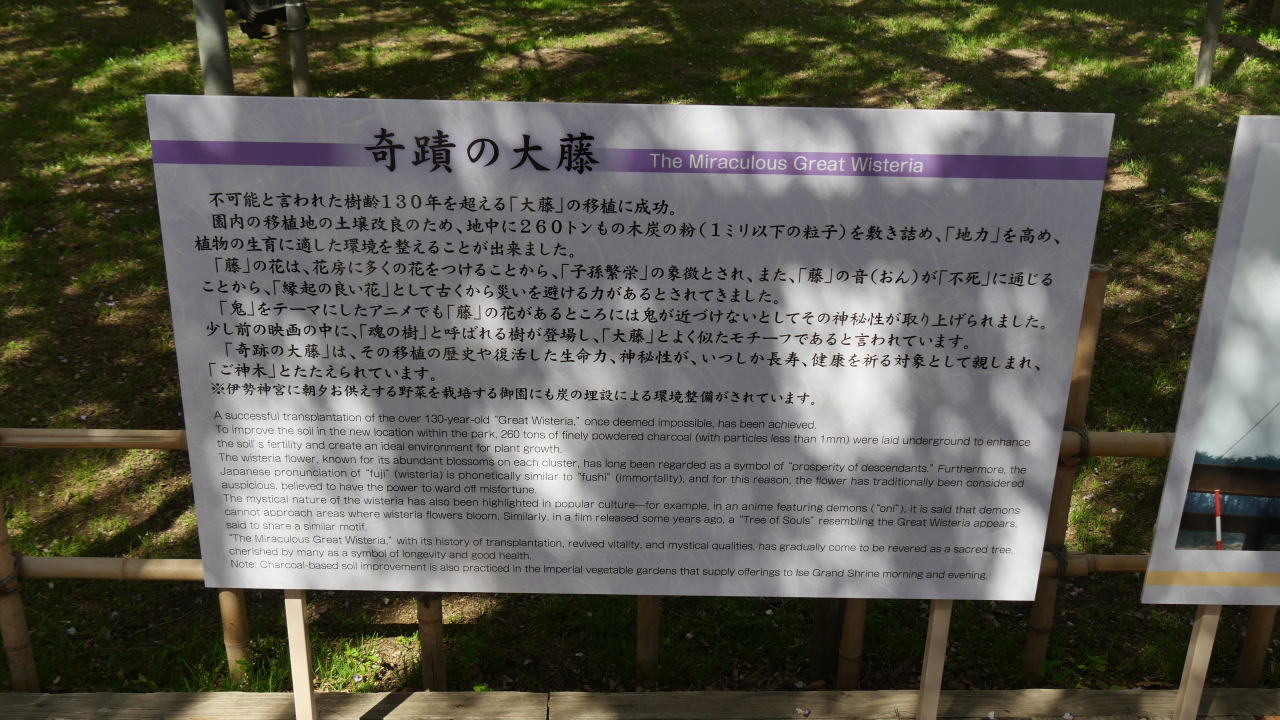 奇蹟の大藤
The Miraculous Great Wisteria
不可能と言われた樹齢130年を超える「大藤」の移植に成功。
園内の移植地の土壌改良のため、地中に260トンもの木炭の粉(1ミリ以下の粒子)を敷き詰め、「地力」を高め、
植物の生育に適した環境を整えることが出来ました。
「藤」の花は、花房に多くの花をつけることから、「子孫繁栄」の象徴とされ、また、「藤」の音(おん)が「不死」に通じる
ことから、「縁起の良い花」として古くから災いを避ける力があるとされてきました。
「鬼」をテーマにしたアニメでも「藤」の花があるところには鬼が近づけないとしてその神秘性が取り上げられました。
少し前の映画の中に、「魂の樹」と呼ばれる樹が登場し、「大藤」とよく似たモチーフであると言われています。
「奇跡の大藤」は、その移植の歴史や復活した生命力、神秘性が、いつしか長寿、健康を祈る対象として親しまれ、
「ご神木」とたたえられています。
※伊勢神宮に朝夕お供えする野菜を栽培する御園にも炭の埋設による環境整備がされています。
A successful transplantation of the over 130-year-old "Great Wisteria," once deemed impossible, has been achieved.
To improve the soil in the new location within the park, 260 tons of finely powdered charcoal (with particles less than 1mm) were laid underground to enhance
the soil's fertility and create an ideal environment for plant growth.
The wisteria flower, known for its abundant blossoms on each cluster, has long been regarded as a symbol of "prosperity of descendants." Furthermore, the
Japanese pronunciation of "fuji" (wisteria) is phonetically similar to "fushi" (immortality), and for this reason, the flower has traditionally been considered
auspicious, believed to have the power to ward off misfortune.
The mystical nature of the wisteria has also been highlighted in popular culture—for example, in an anime featuring demons ("oni"), it is said that demons
cannot approach areas where wisteria flowers bloom. Similarly, in a film released some years ago, a "Tree of Souls" resembling the Great Wisteria appears,
said to share a similar motif.
"The Miraculous Great Wisteria," with its history of transplantation, revived vitality, and mystical qualities, has gradually come to be revered as a sacred tree,
cherished by many as a symbol of longevity and good health.
Note: Charcoal-based soil improvement is also practiced in the Imperial vegetable gardens that supply offerings to Ise Grand Shrine morning and evening.